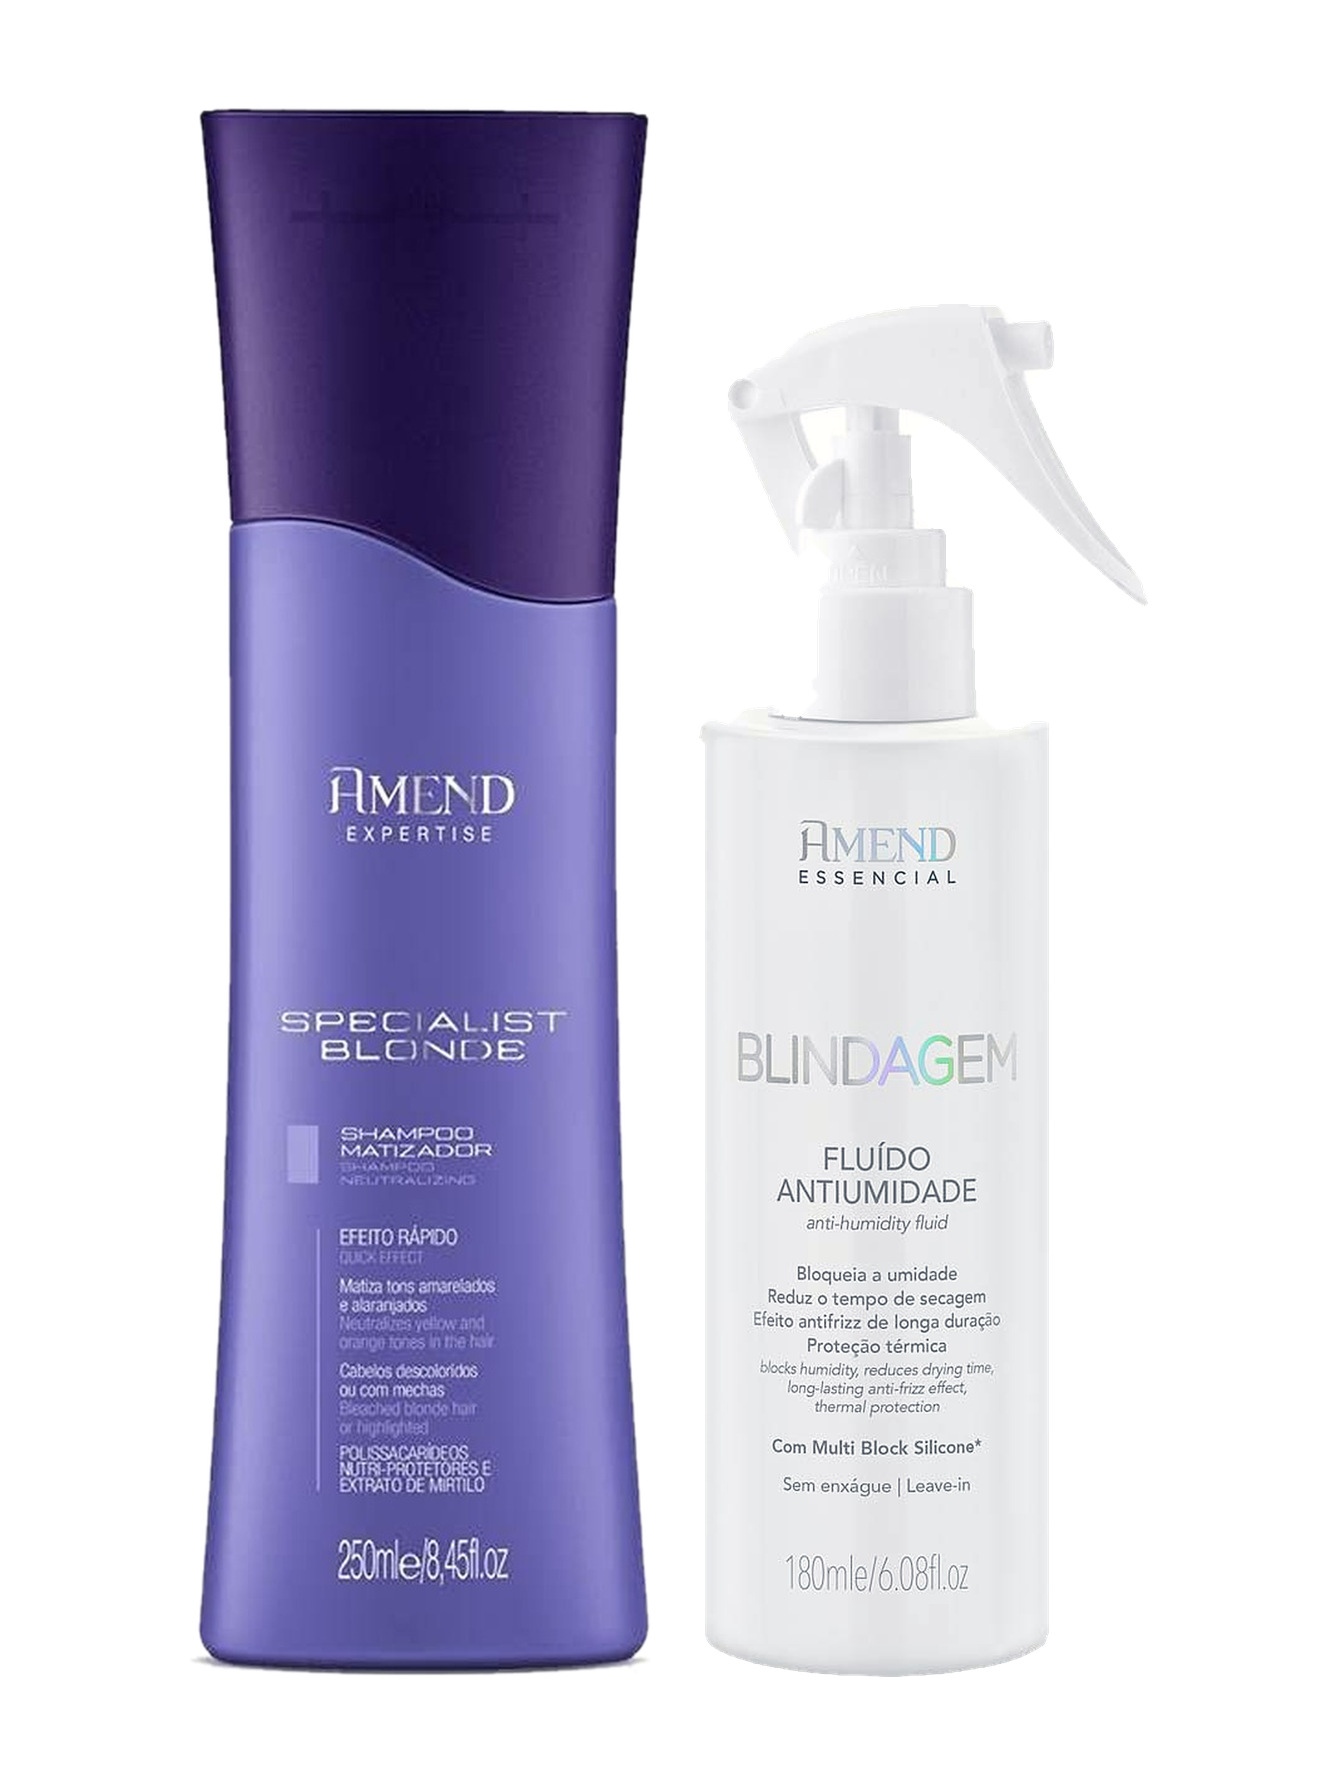 AMEND
EXPERTISE
SPECIALIST
BLONDE
SHAMPOO
MATIZADOR
SHAMPOO
NEUTRALIZING
EFEITO RÁPIDO
QUICK EFFECT
Matiza tons amarelados
e alaranjados
Neutralizes yellow and
orange tones in the hair
Cabelos descoloridos
ou com mechas
Bleached blonde hair
or highlighted
POLISSACARÍDEOS
NUTRI-PROTETORES E
EXTRATO DE MIRTILO
250mle/8,45fl.oz
OPEN
AMEND
ESSENCIAL
BLINDAGEM
FLUÍDO
ANTIUMIDADE
anti-humidity fluid
Bloqueia a umidade
Reduz o tempo de secagem
Efeito antifrizz de longa duração
Proteção térmica
blocks humidity, reduces drying time,
long-lasting anti-frizz effect,
thermal protection
Com Multi Block Silicone*
Sem enxágue | Leave-in
180mle/6.08fl.oz